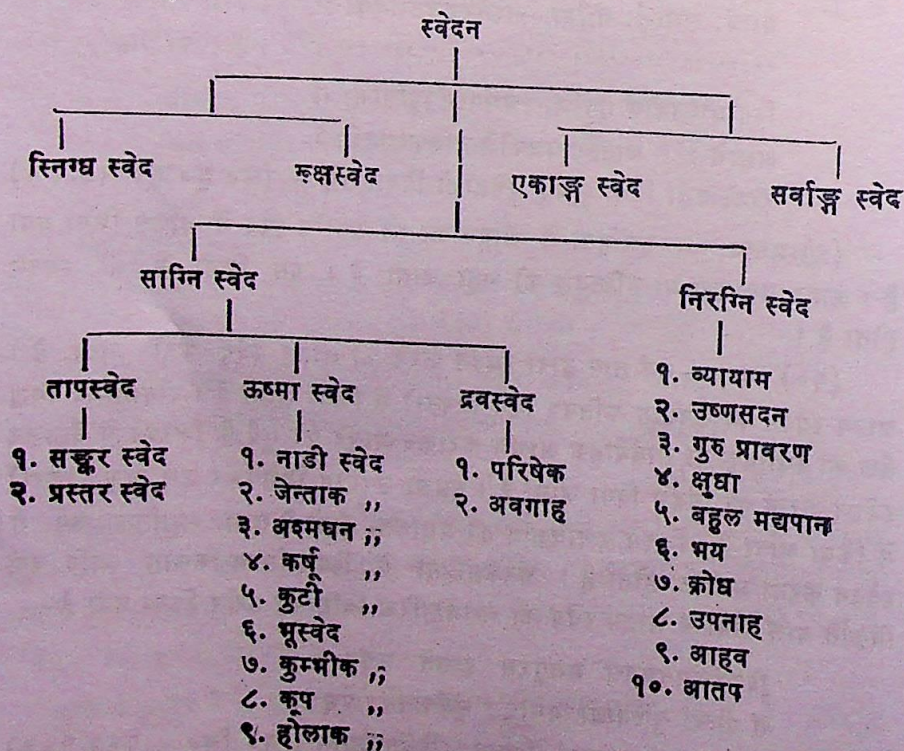 स्वेदन
स्निग्ध स्वेद रूक्षस्वेद एकाङ्ग स्वेद सर्वाङ्ग स्वेद
साग्नि स्वेद निरग्नि स्वेद
तापस्वेद ऊष्मा स्वेद द्रवस्वेद
१. सङ्कर स्वेद
२. प्रस्तर स्वेद
१. नाडी स्वेद
२. जेन्ताक ,,
३. अश्मघन ,,
४. कर्षू ,,
५. कुटी ,,
६. भूस्वेद
७. कुम्भीक ,,
८. कूप ,,
९. होलाक ,,
१. परिषेक
२. अवगाह
१. व्यायाम
२. उष्णसदन
३. गुरु प्रावरण
४. क्षुधा
५. बहुल मद्यपान
६. भय
७. क्रोध
८. उपनाह
९. आहव
१०. आतप